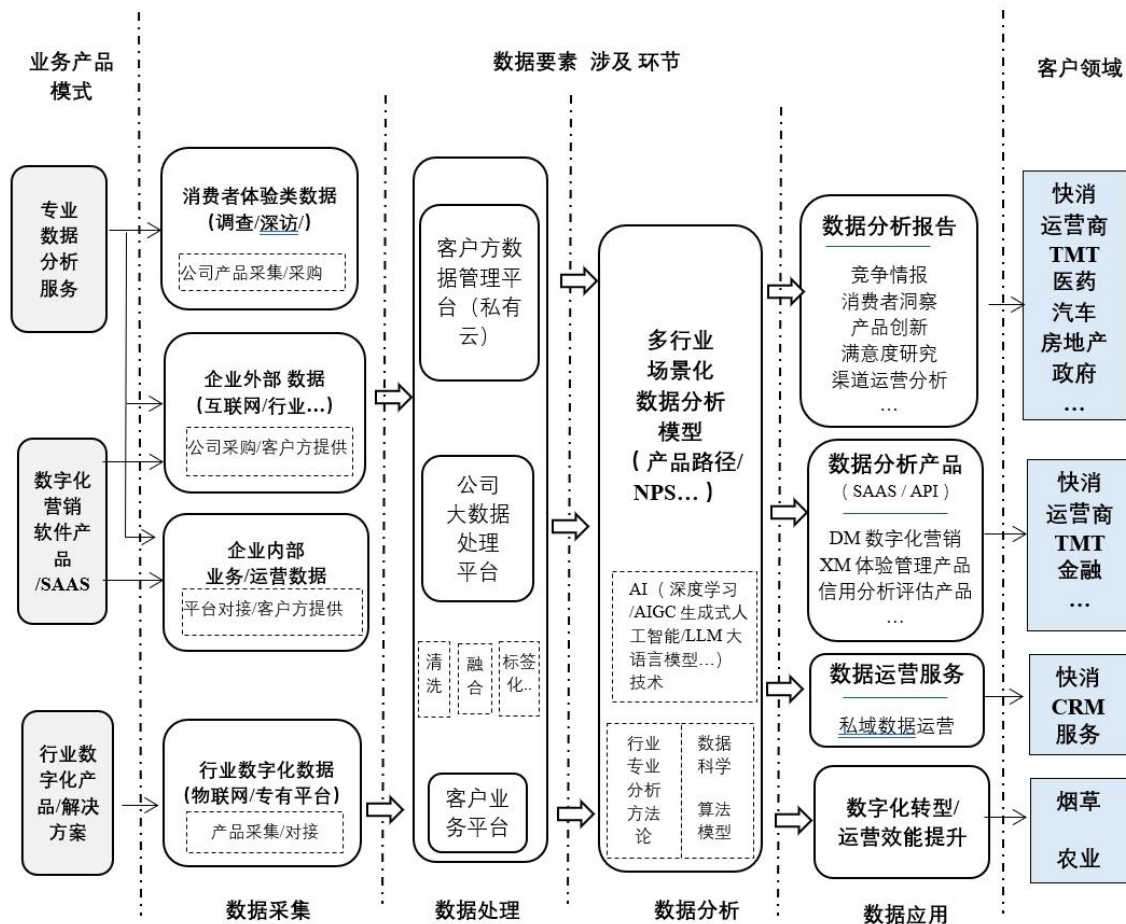 业务产品
模式
数据要素 涉及 环节
客户领域
专业
数据
分析
服务
数字化
营销
软件产
品
/SAAS
行业数
字化产
品/解决
方案
消费者体验类数据
(调查/深访/)
公司产品采集/采购
企业外部 数据
(互联网/行业...)
公司采购/客户方提供
企业内部
业务/运营数据
平台对接/客户方提供
行业数字化数据
(物联网/专有平台)
产品采集/对接
数据采集
客户方数
据管理平
台（私有
云）
公司
大数据
处理
平台
清
洗
融
合
标签
化..
客户业
务平台
数据处理
多行业
场景化
数据分析
模型
（产品路径/
NPS…）
AI（深度学习
/AIGC 生成式人
工智能/LLM 大
语言模型...）
技术
行业
专业
分析
方法
论
数据
科学
算法
模型
数据分析
数据分析报告
竞争情报
消费者洞察
产品创新
满意度研究
渠道运营分析
…
数据分析产品
（SAAS / API）
DM 数字化营销
XM 体验管理产品
信用分析评估产品
…
数据运营服务
私域数据运营
数字化转型/
运营效能提升
数据应用
快消
运营商
TMT
医药
汽车
房地产
政府
…
快消
运营商
TMT
金融
…
快消
CRM
服务
烟草
农业